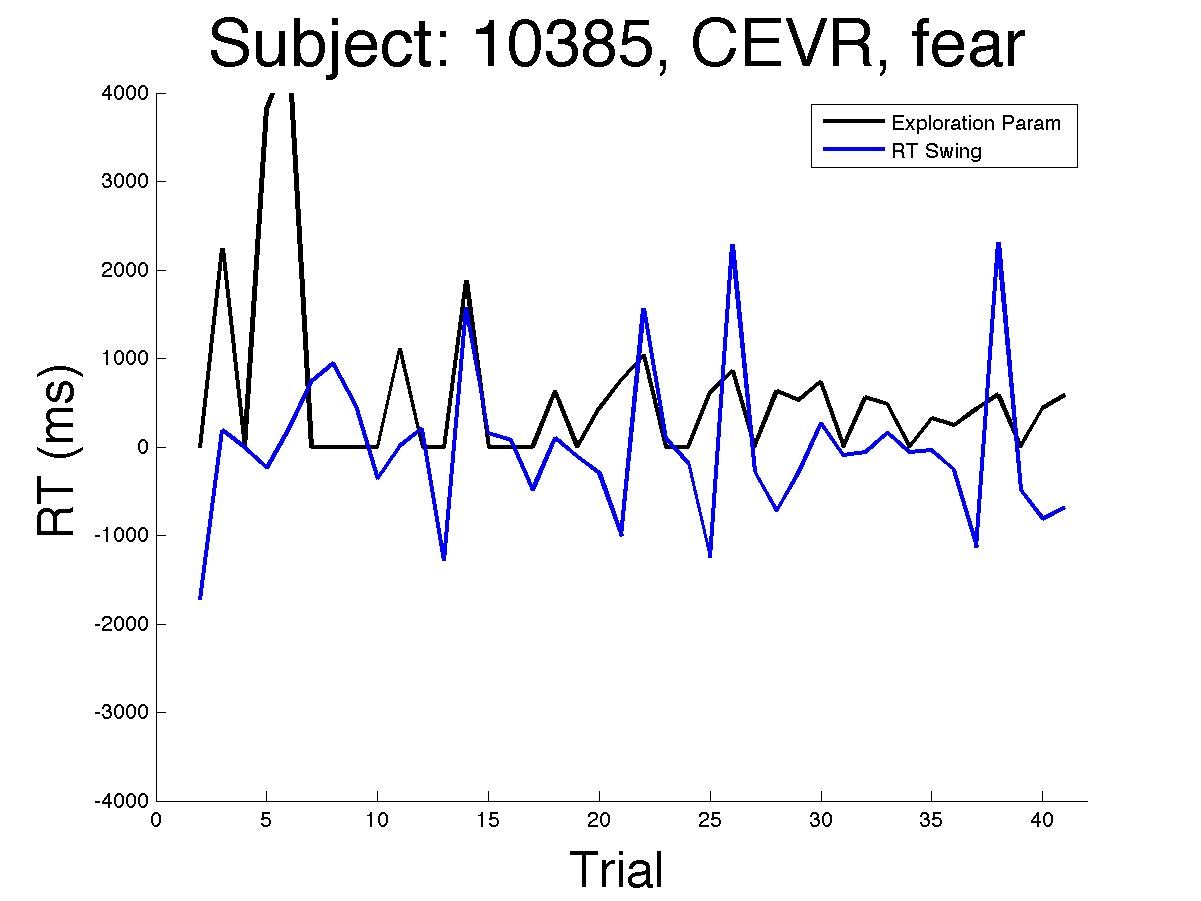 Subject: 10385, CEVR, fear
4000
3000
2000
1000
0
-1000
-2000
-3000
-4000
RT (ms)
Exploration Param
RT Swing
0 5 10 15 20 25 30 35 40
Trial